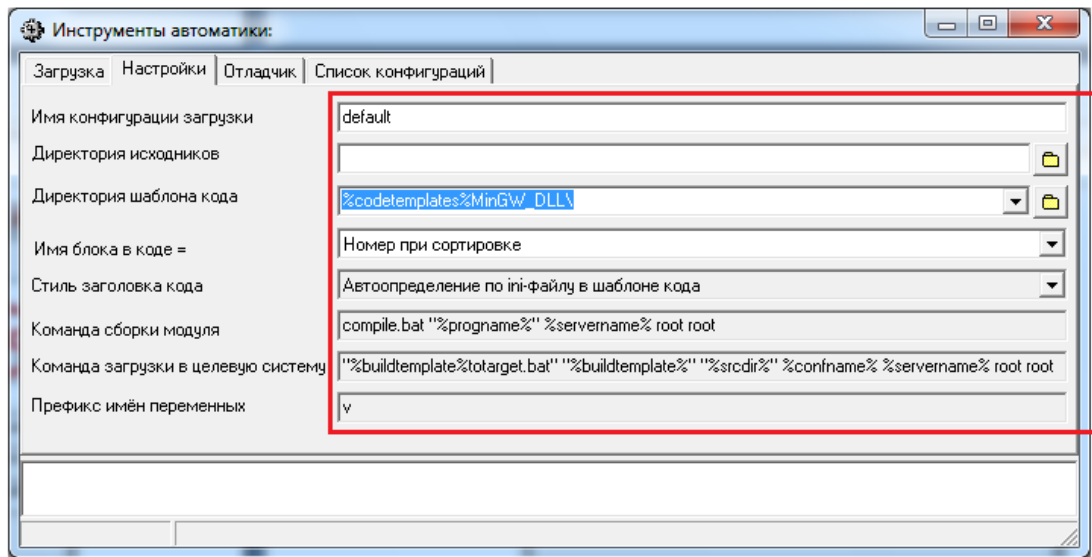 Инструменты автоматики:
Загрузка Настройки Отладчик Список конфигураций
Имя конфигурации загрузки default
Директория исходников
Директория шаблона кода %codetemplates%MinGW_DLL\
Имя блока в коде = Номер при сортировке
Стиль заголовка кода Автоопределение по ini-файлу в шаблоне кода
Команда сборки модуля compile.bat "%progname%" %servername% root root
Команда загрузки в целевую систему "%buildtemplate%totarget.bat" "%buildtemplate%" "%srcdir%" %confname% %servername% root root
Префикс имён переменных v